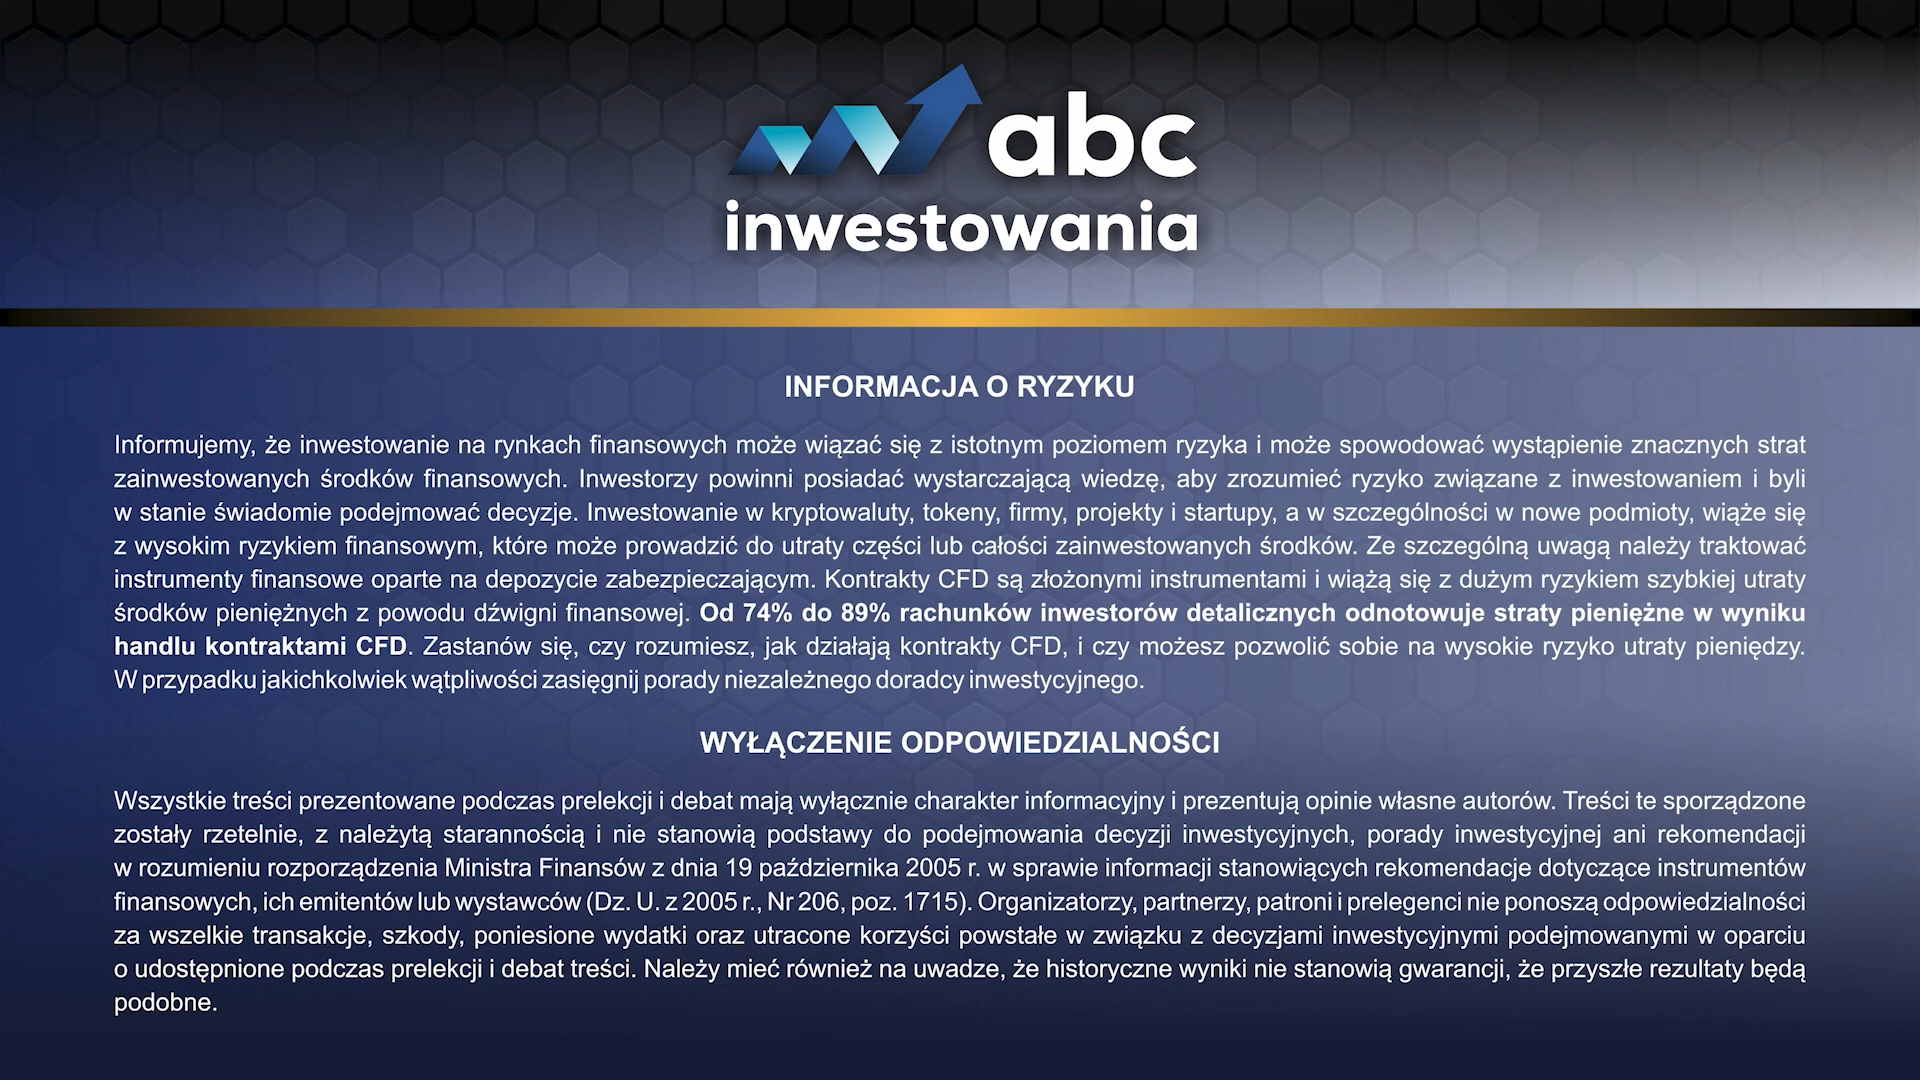 abc
inwestowania
INFORMACJA O RYZYKU
Informujemy, że inwestowanie na rynkach finansowych może wiązać się z istotnym poziomem ryzyka i może spowodować wystąpienie znacznych strat
zainwestowanych środków finansowych. Inwestorzy powinni posiadać wystarczającą wiedzę, aby zrozumieć ryzyko związane z inwestowaniem i byli
w stanie świadomie podejmować decyzje. Inwestowanie w kryptowaluty, tokeny, firmy, projekty i startupy, a w szczególności w nowe podmioty, wiąże się
z wysokim ryzykiem finansowym, które może prowadzić do utraty części lub całości zainwestowanych środków. Ze szczególną uwagą należy traktować
instrumenty finansowe oparte na depozycie zabezpieczającym. Kontrakty CFD są złożonymi instrumentami i wiążą się z dużym ryzykiem szybkiej utraty
środków pieniężnych z powodu dźwigni finansowej. Od 74% do 89% rachunków inwestorów detalicznych odnotowuje straty pieniężne w wyniku
handlu kontraktami CFD. Zastanów się, czy rozumiesz, jak działają kontrakty CFD, i czy możesz pozwolić sobie na wysokie ryzyko utraty pieniędzy.
W przypadku jakichkolwiek wątpliwości zasięgnij porady niezależnego doradcy inwestycyjnego.
WYŁĄCZENIE ODPOWIEDZIALNOŚCI
Wszystkie treści prezentowane podczas prelekcji i debat mają wyłącznie charakter informacyjny i prezentują opinie własne autorów. Treści te sporządzone
zostały rzetelnie, z należytą starannością i nie stanowią podstawy do podejmowania decyzji inwestycyjnych, porady inwestycyjnej ani rekomendacji
w rozumieniu rozporządzenia Ministra Finansów z dnia 19 października 2005 r. w sprawie informacji stanowiących rekomendacje dotyczące instrumentów
finansowych, ich emitentów lub wystawców (Dz. U. z 2005 r., Nr 206, poz. 1715). Organizatorzy, partnerzy, patroni i prelegenci nie ponoszą odpowiedzialności
za wszelkie transakcje, szkody, poniesione wydatki oraz utracone korzyści powstałe w związku z decyzjami inwestycyjnymi podejmowanymi w oparciu
o udostępnione podczas prelekcji i debat treści. Należy mieć również na uwadze, że historyczne wyniki nie stanowią gwarancji, że przyszłe rezultaty będą
podobne.